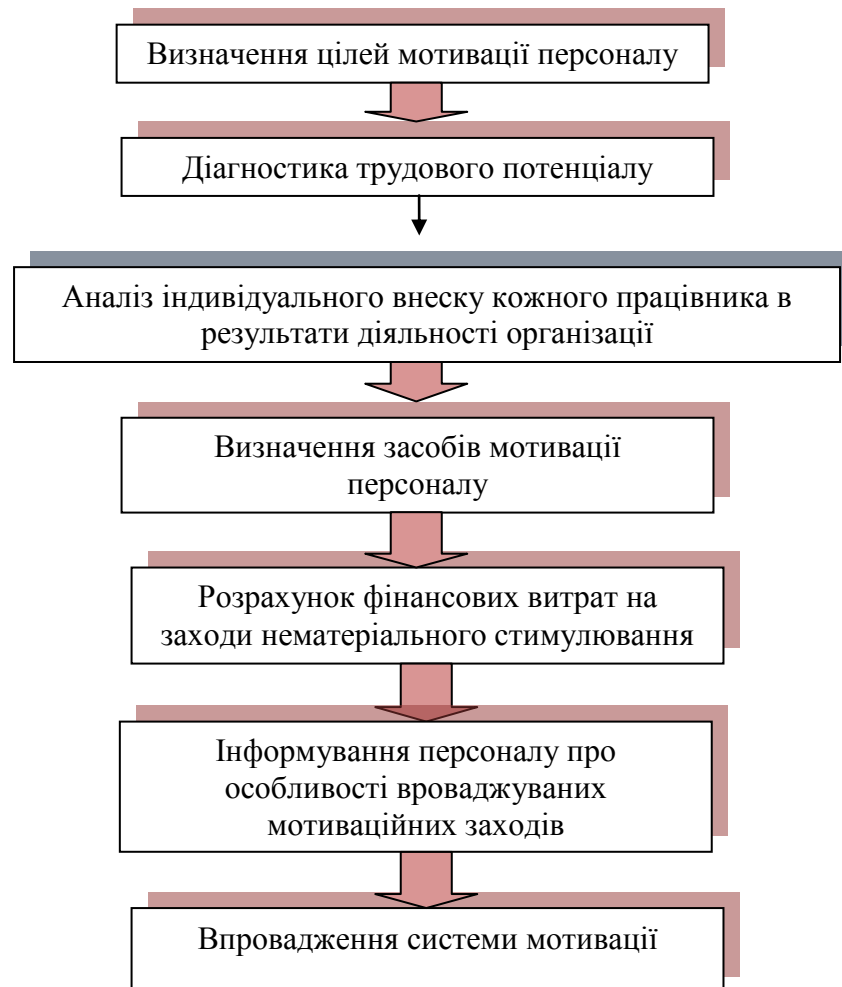 Визначення цілей мотивації персоналу
Діагностика трудового потенціалу
Аналіз індивідуального внеску кожного працівника в
результати діяльності організації
Визначення засобів мотивації
персоналу
Розрахунок фінансових витрат на
заходи нематеріального стимулювання
Інформування персоналу про
особливості вроваджуваних
мотиваційних заходів
Впровадження системи мотивації